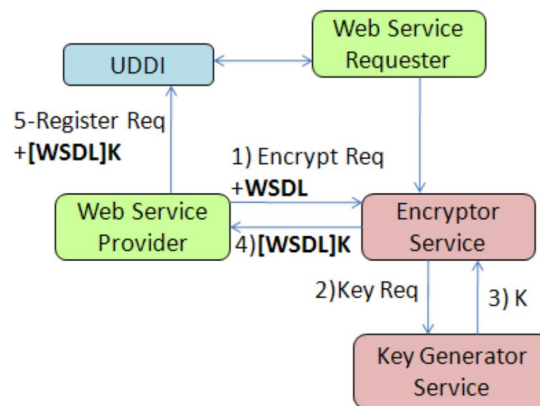 Web Service
Requester
UDDI
5-Register Req
+[WSDL]K
1) Encrypt Req
+WSDL
Web Service
Provider
Encryptor
Service
4)[WSDL]K
2)Key Req
3) K
Key Generator
Service